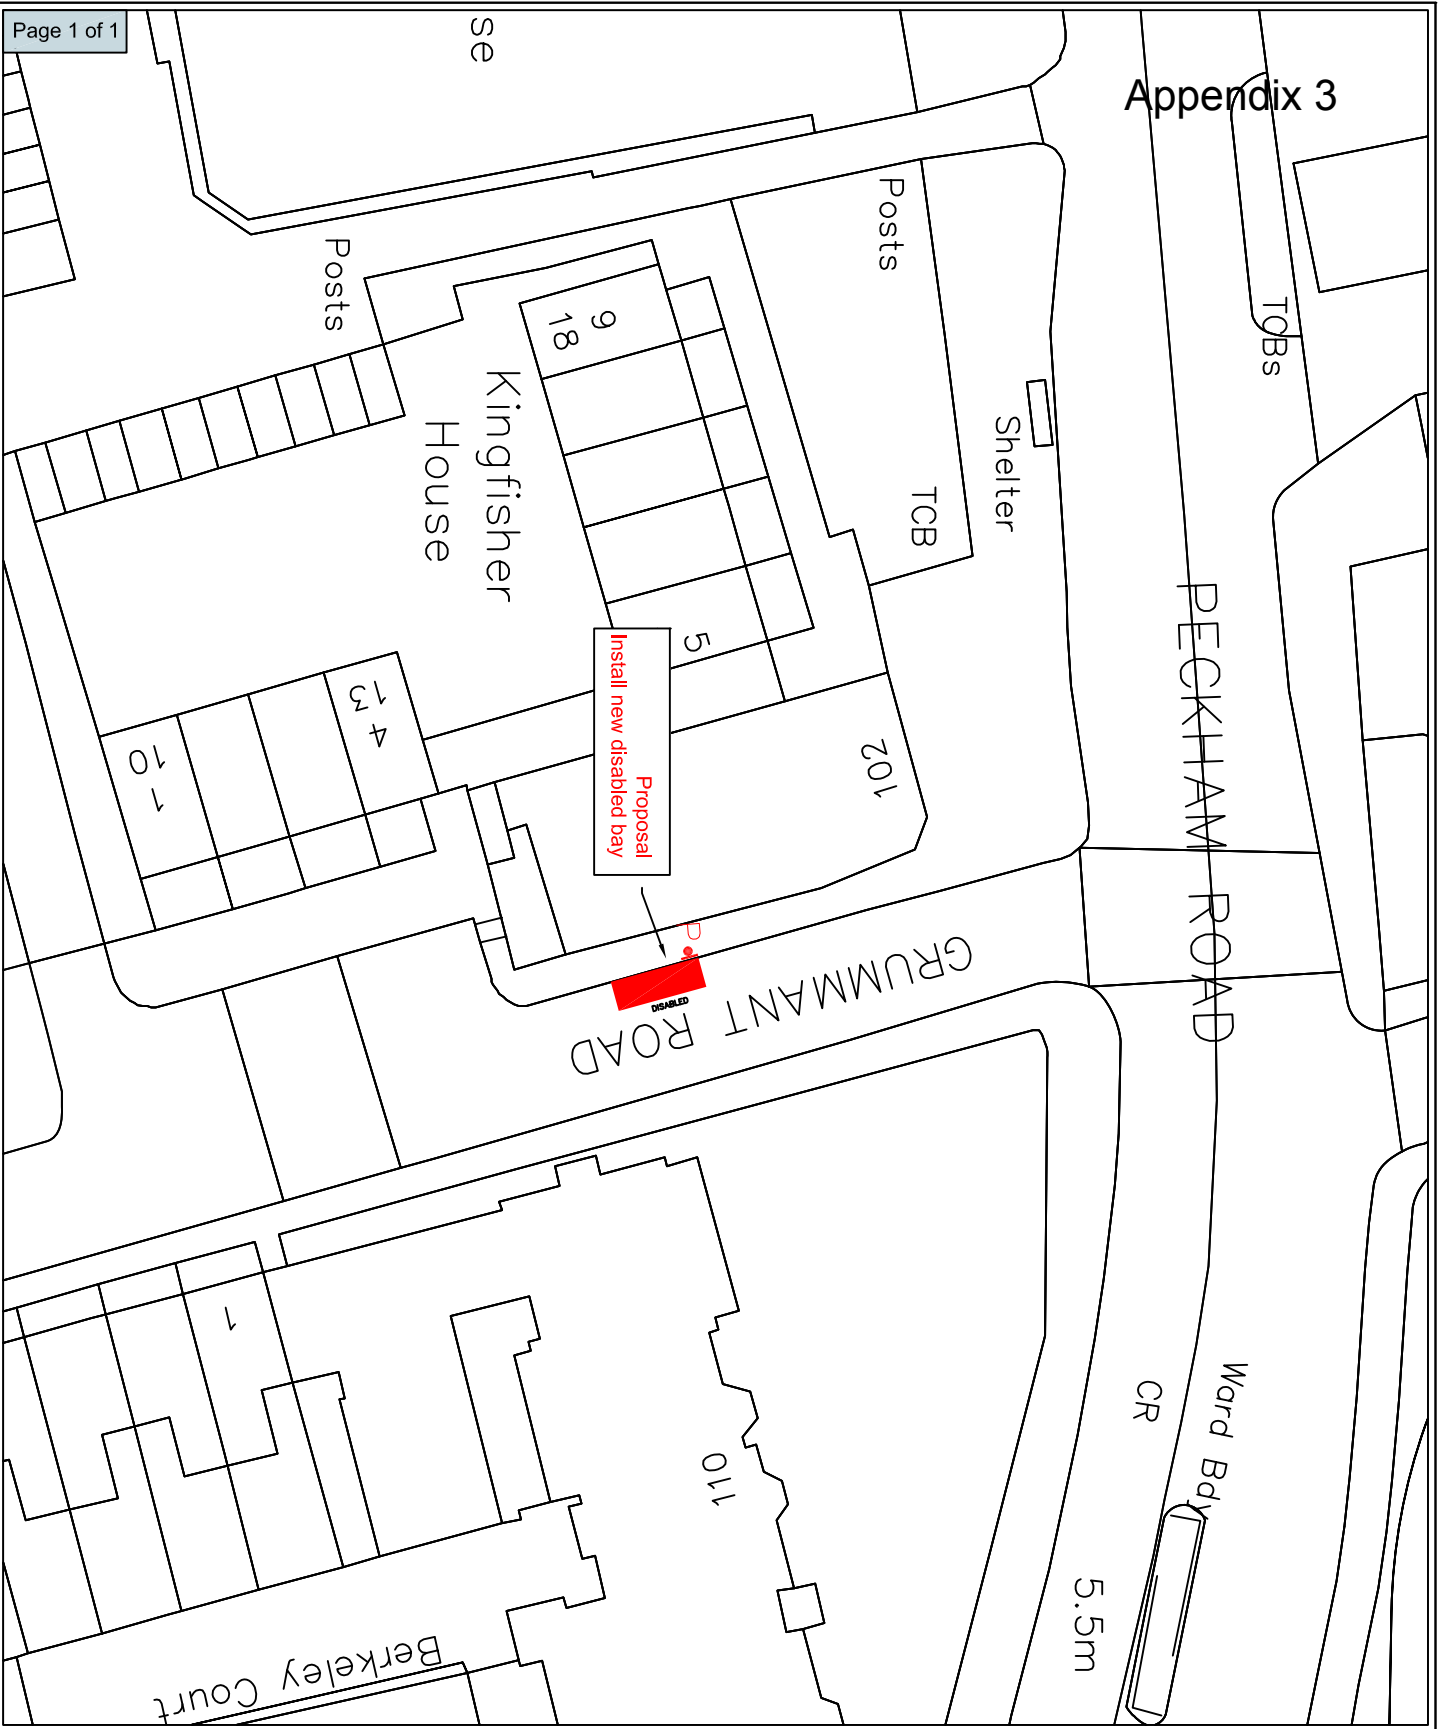 Page 1 of 1
Appendix 3
se
Posts
Posts
TCBs
9
18
Kingfisher
House
Shelter
TCB
5
PECKHAM ROAD
Proposal
Install new disabled bay
13
4
10
1
102
P
DISABLED
GRUMMANT ROAD
1
110
CR
Ward Bdy
5.5m
Berkeley Court